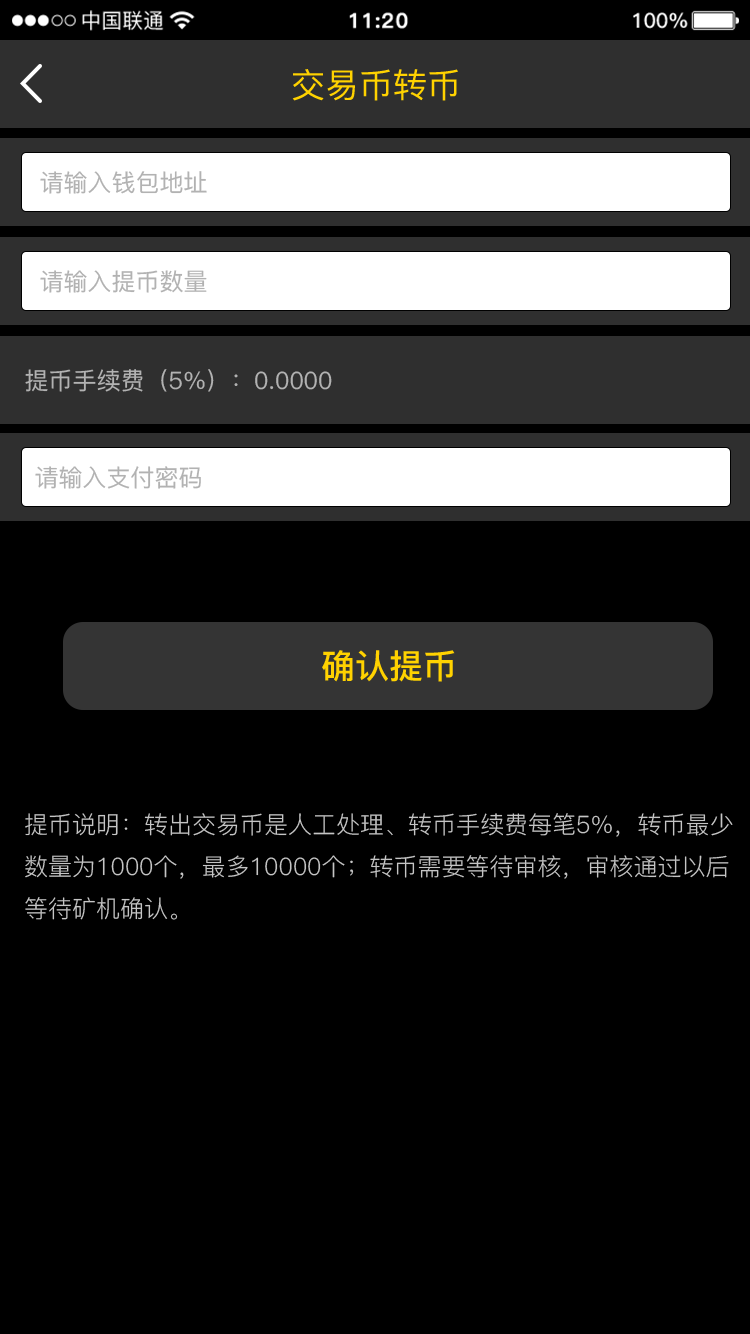 中国联通 11:20 100%
交易币转币
请输入钱包地址
请输入提币数量
提币手续费（5%）：0.0000
请输入支付密码
确认提币
提币说明：转出交易币是人工处理、转币手续费每笔5%，转币最少
数量为1000个，最多10000个；转币需要等待审核，审核通过以后
等待矿机确认。